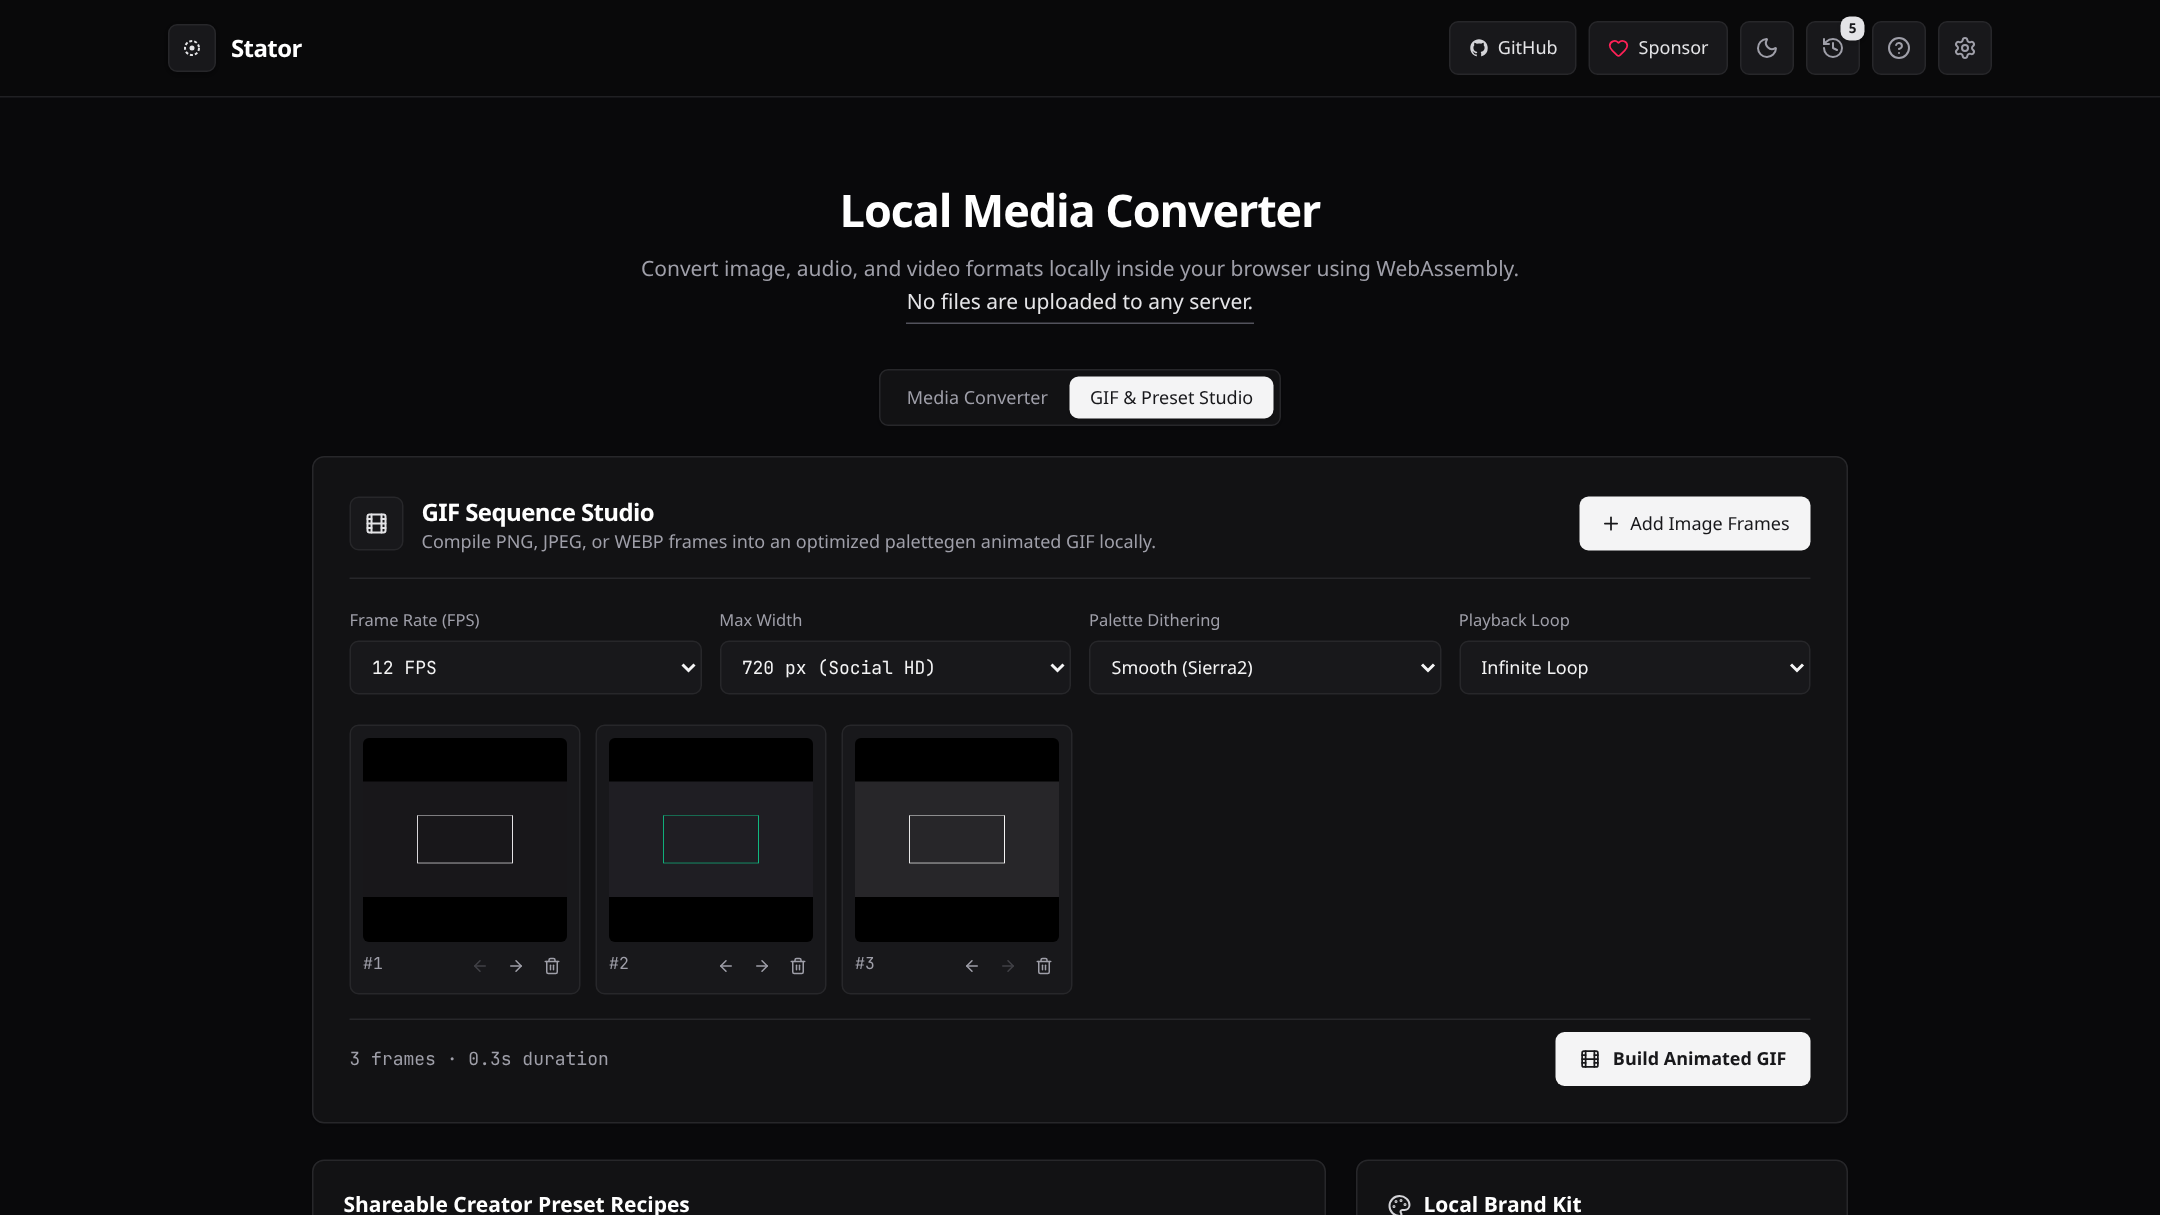 Stator
GitHub
Sponsor
5
Local Media Converter
Convert image, audio, and video formats locally inside your browser using WebAssembly.
No files are uploaded to any server.
Media Converter
GIF & Preset Studio
GIF Sequence Studio
Compile PNG, JPEG, or WEBP frames into an optimized palettegen animated GIF locally.
Add Image Frames
Frame Rate (FPS)
Max Width
Palette Dithering
Playback Loop
12 FPS
720 px (Social HD)
Smooth (Sierra2)
Infinite Loop
#1
#2
#3
3 frames · 0.3s duration
Build Animated GIF
Shareable Creator Preset Recipes
Local Brand Kit